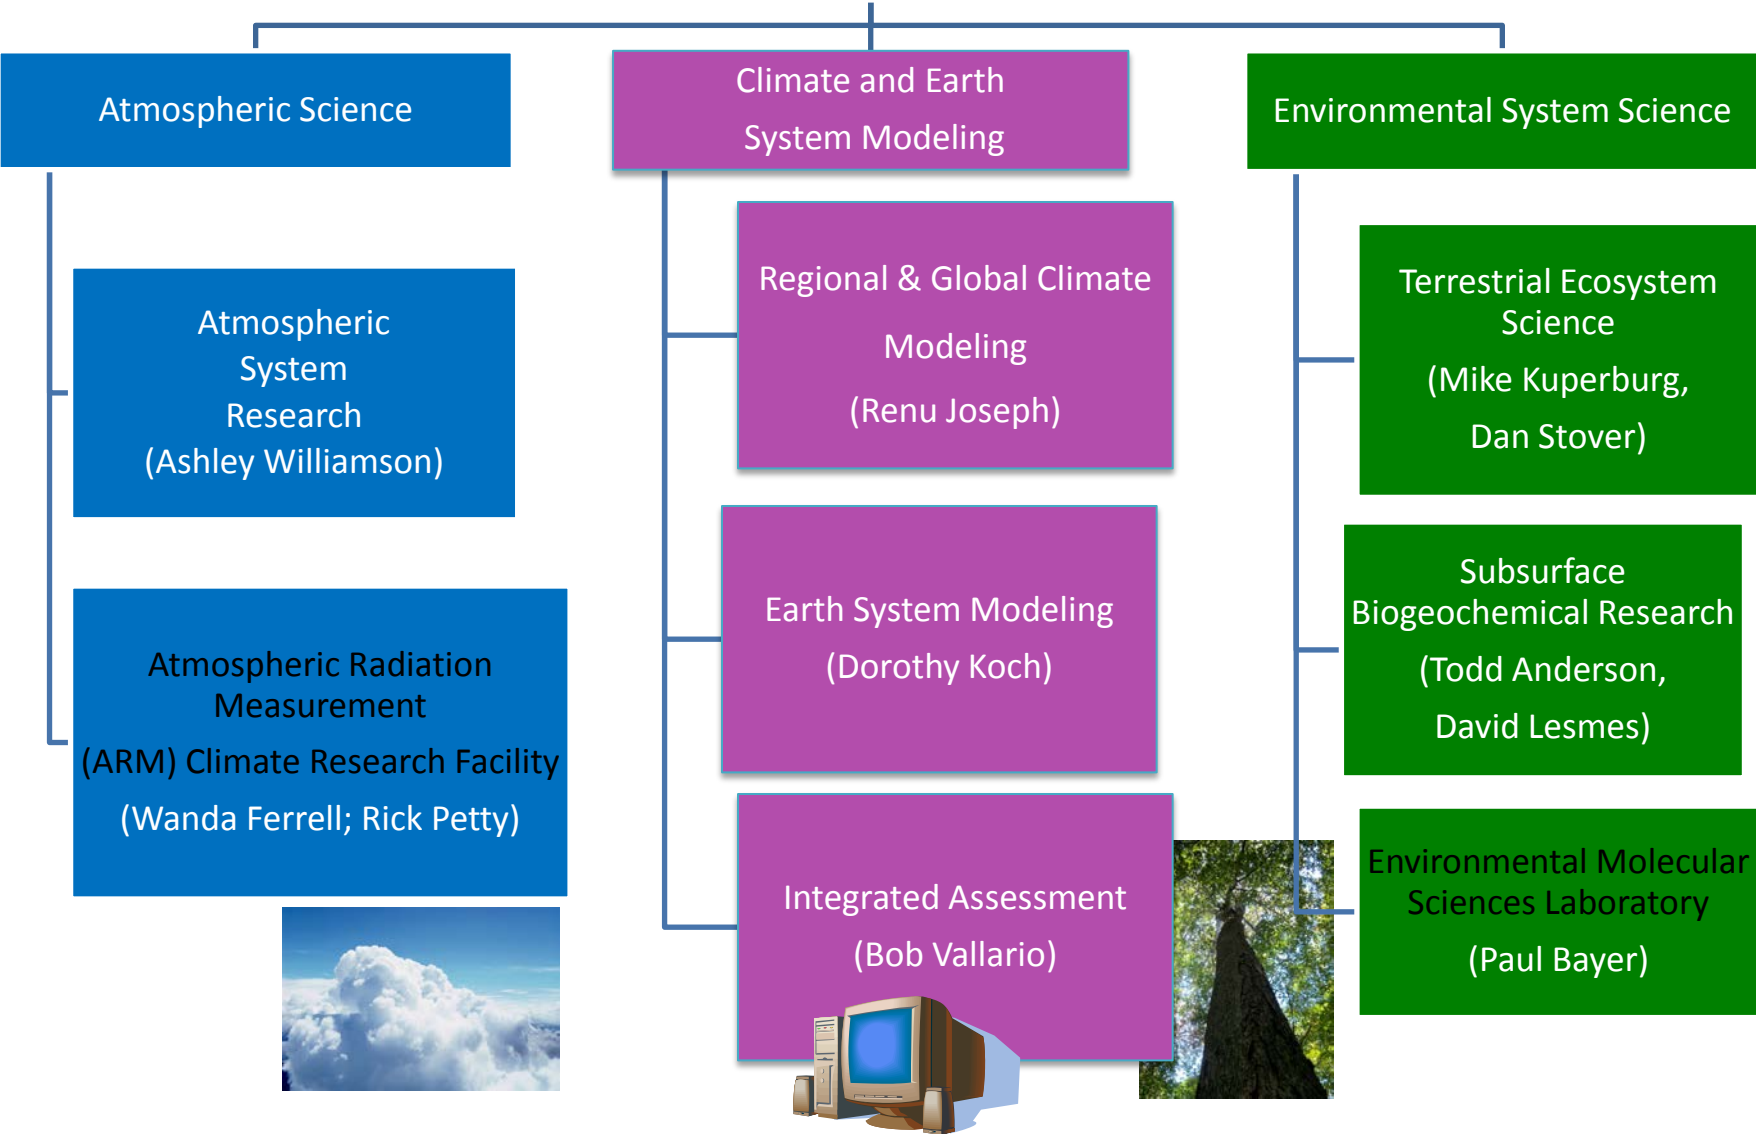 Atmospheric Science
Climate and Earth
System Modeling
Environmental System Science
Atmospheric
System
Research
(Ashley Williamson)
Atmospheric Radiation
Measurement
(ARM) Climate Research Facility
(Wanda Ferrell; Rick Petty)
Regional & Global Climate
Modeling
(Renu Joseph)
Earth System Modeling
(Dorothy Koch)
Integrated Assessment
(Bob Vallario)
Terrestrial Ecosystem
Science
(Mike Kuperburg,
Dan Stover)
Subsurface
Biogeochemical Research
(Todd Anderson,
David Lesmes)
Environmental Molecular
Sciences Laboratory
(Paul Bayer)